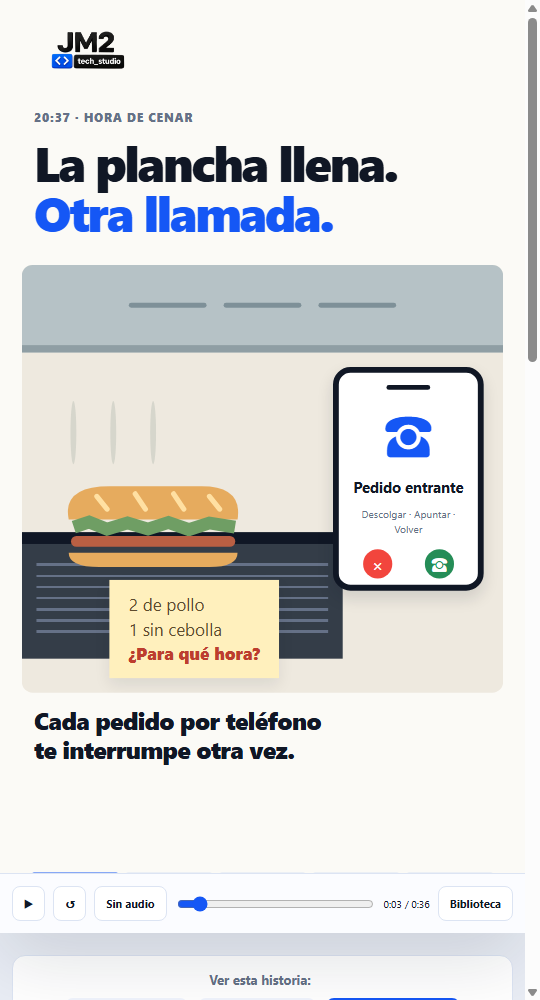 JM2
<> tech_studio
20:37 · HORA DE CENAR
La plancha llena.
Otra llamada.
Pedido entrante
Descolgar · Apuntar ·
Volver
2 de pollo
1 sin cebolla
¿Para qué hora?
Cada pedido por teléfono
te interrumpe otra vez.
Sin audio
0:03 / 0:36
Biblioteca
Ver esta historia: